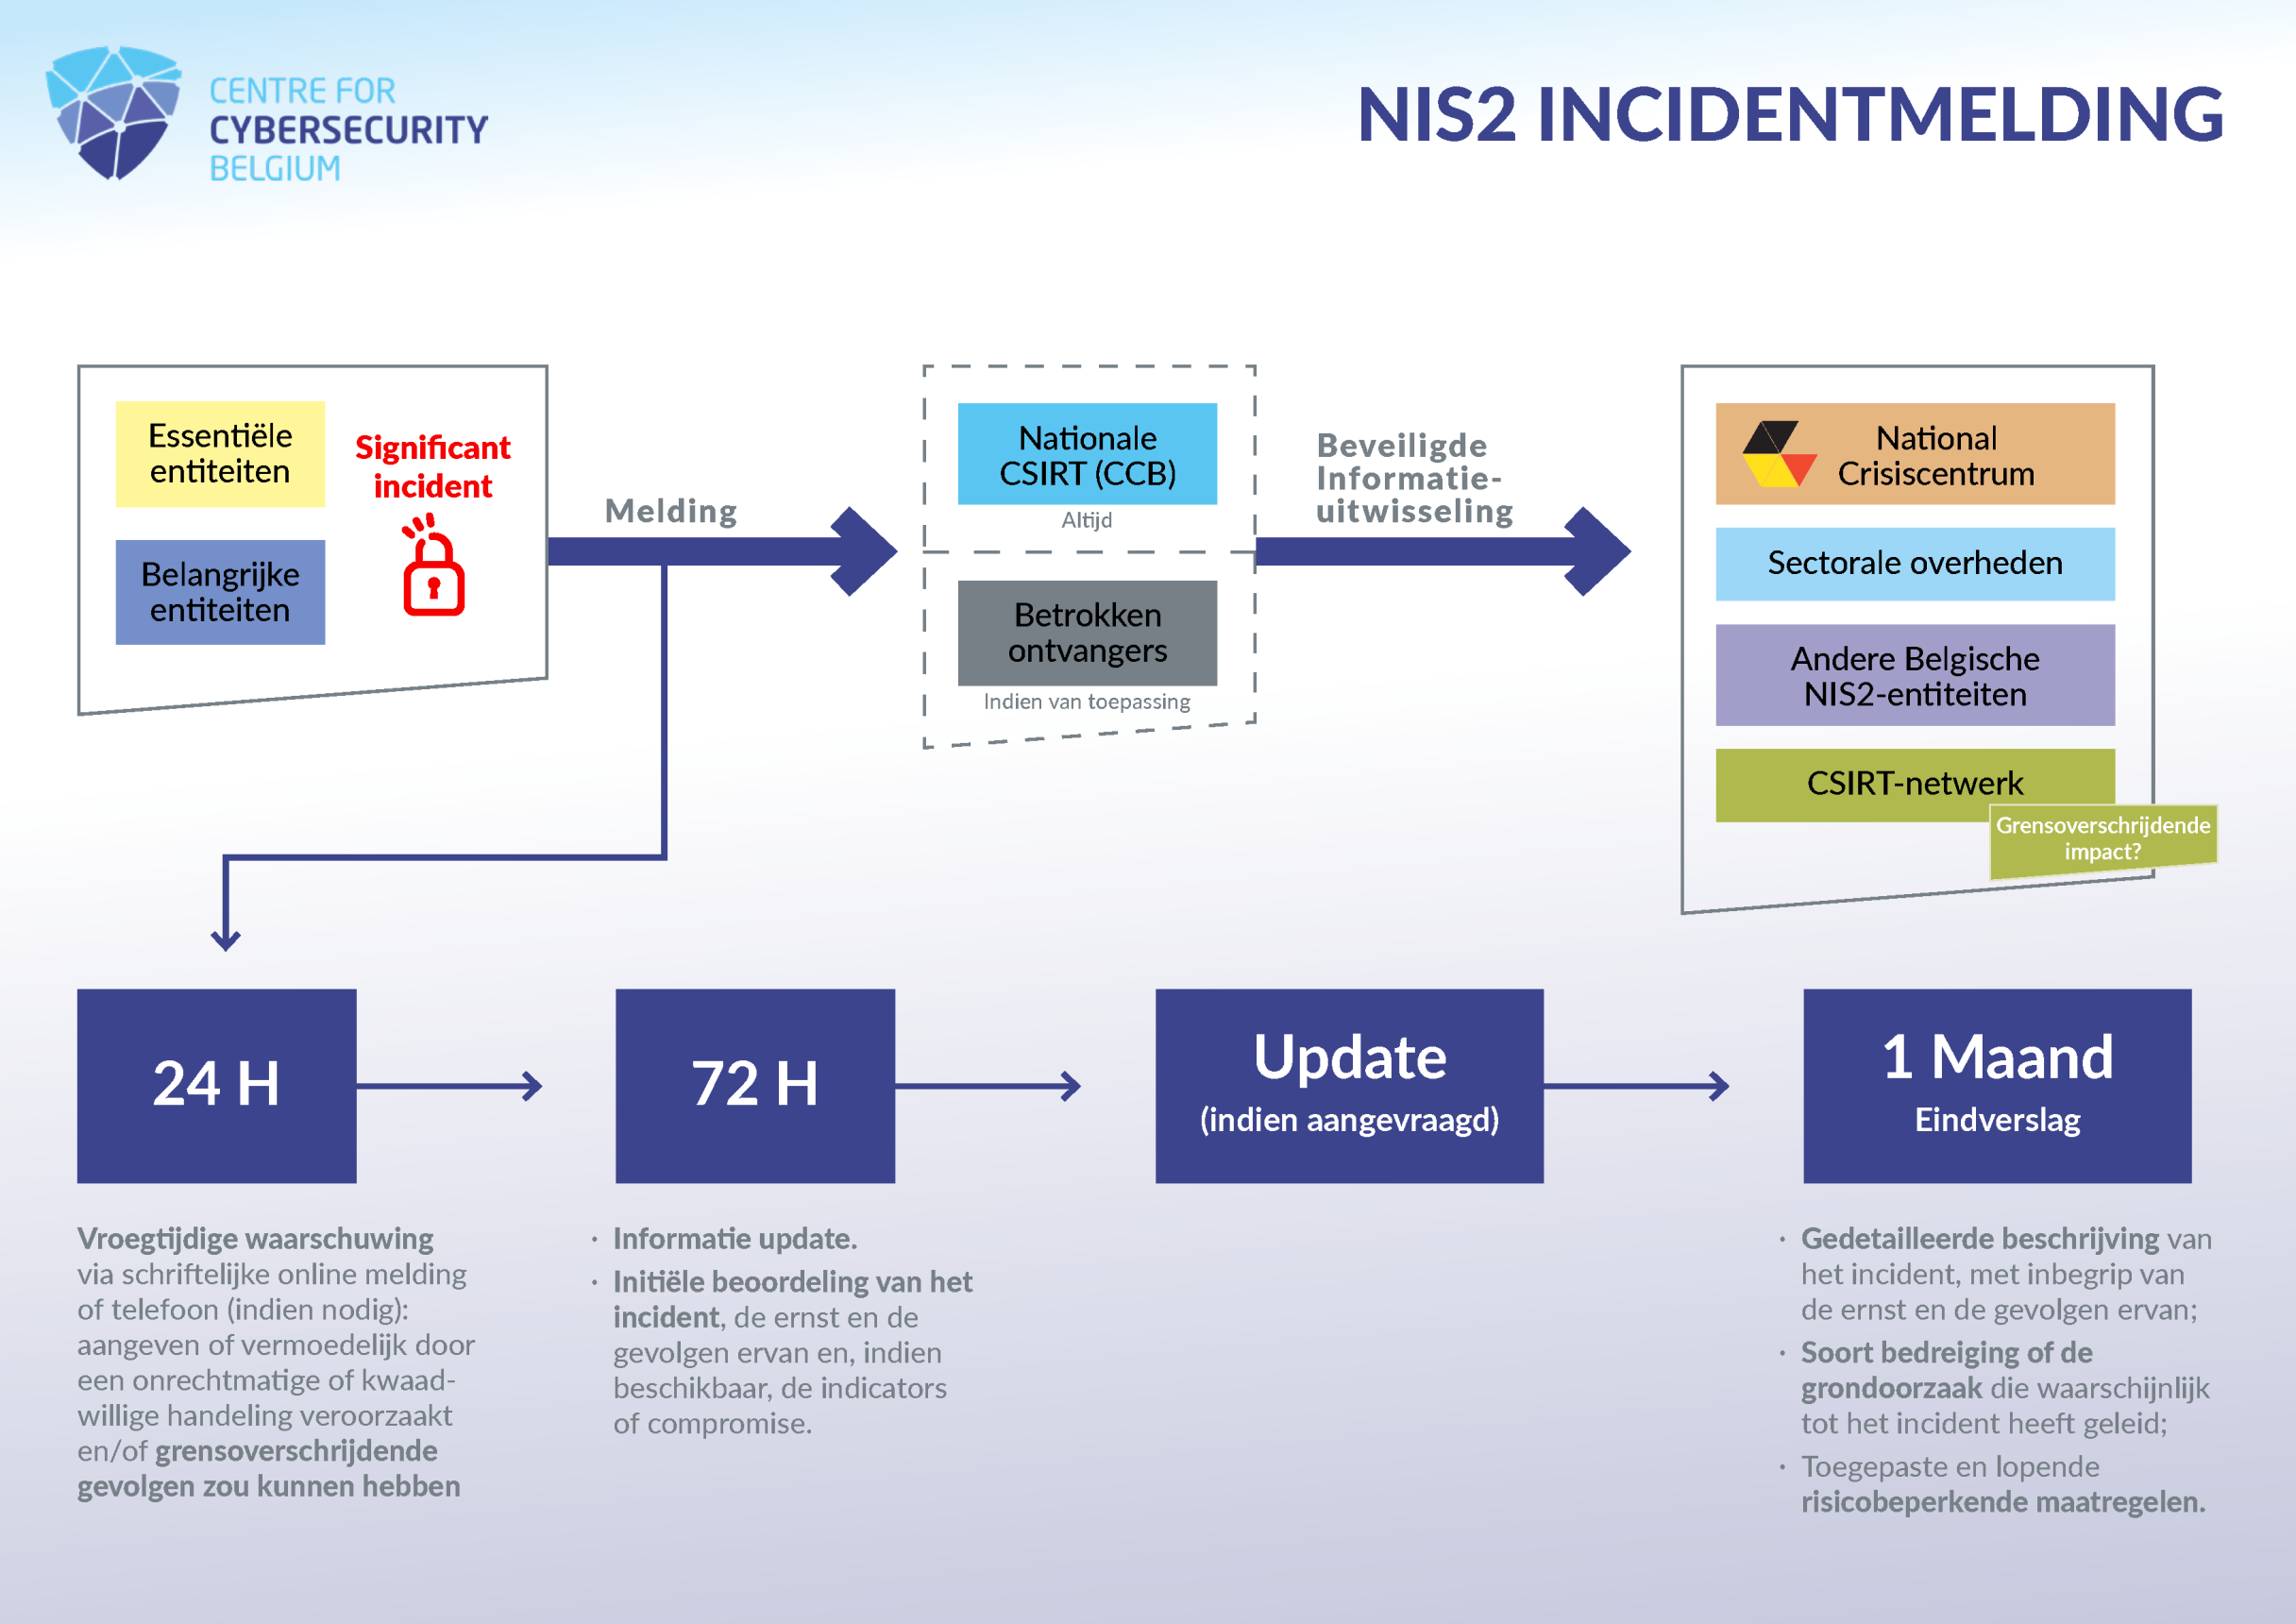 CENTRE FOR
CYBERSECURITY
BELGIUM
NIS2 INCIDENTMELDING
Essentiële
entiteiten
Belangrijke
entiteiten
Significant
incident
Melding
Nationale
CSIRT (CCB)
Altijd
Betrokken
ontvangers
Indien van toepassing
Beveiligde
Informatie-
uitwisseling
National
Crisiscentrum
Sectorale overheden
Andere Belgische
NIS2-entiteiten
CSIRT-netwerk
Grensoverschrijdende
impact?
24 H
72 H
Update
(indien aangevraagd)
1 Maand
Eindverslag
Vroegtijdige waarschuwing
via schriftelijke online melding
of telefoon (indien nodig):
aangeven of vermoedelijk door
een onrechtmatige of kwaad-
willige handeling veroorzaakt
en/of grensoverschrijdende
gevolgen zou kunnen hebben
· Informatie update.
· Initiële beoordeling van het
incident, de ernst en de
gevolgen ervan en, indien
beschikbaar, de indicators
of compromise.
· Gedetailleerde beschrijving van
het incident, met inbegrip van
de ernst en de gevolgen ervan;
· Soort bedreiging of de
grondoorzaak die waarschijnlijk
tot het incident heeft geleid;
· Toegepaste en lopende
risicobeperkende maatregelen.